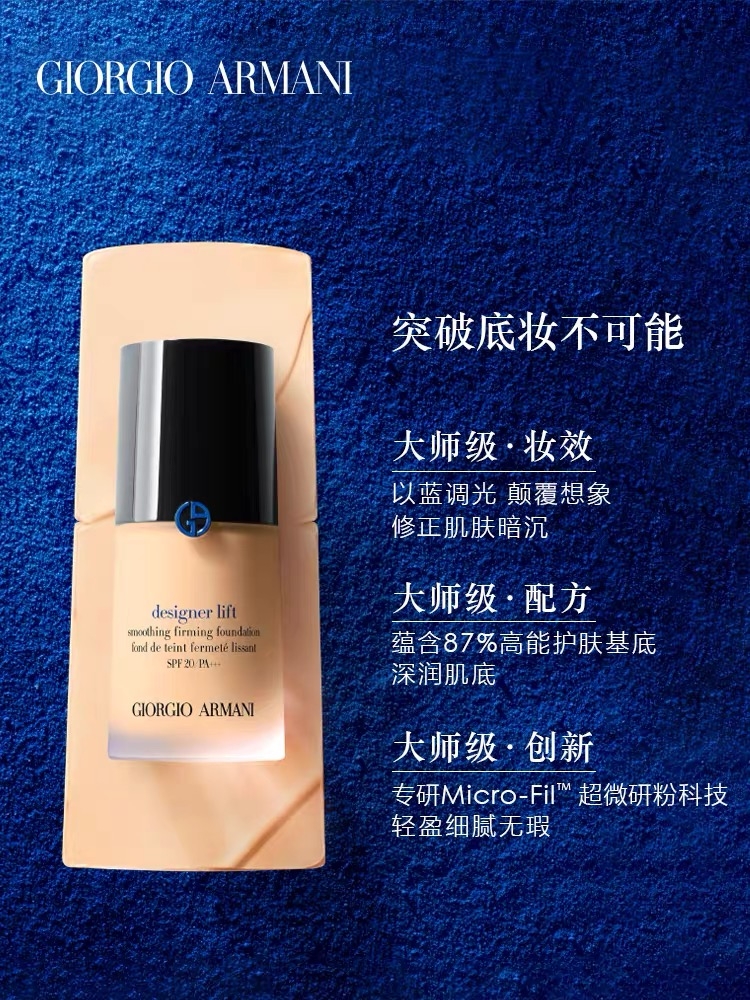 GIORGIO ARMANI
突破底妆不可能
大师级·妆效
以蓝调光 颠覆想象
修正肌肤暗沉
大师级·配方
蕴含87%高能护肤基底
深润肌底
大师级·创新
专研Micro-Fil™ 超微研粉科技
轻盈细腻无瑕
designer lift
smoothing firming foundation
fond de teint fermeté lissant
SPF 20/PA+++
GIORGIO ARMANI